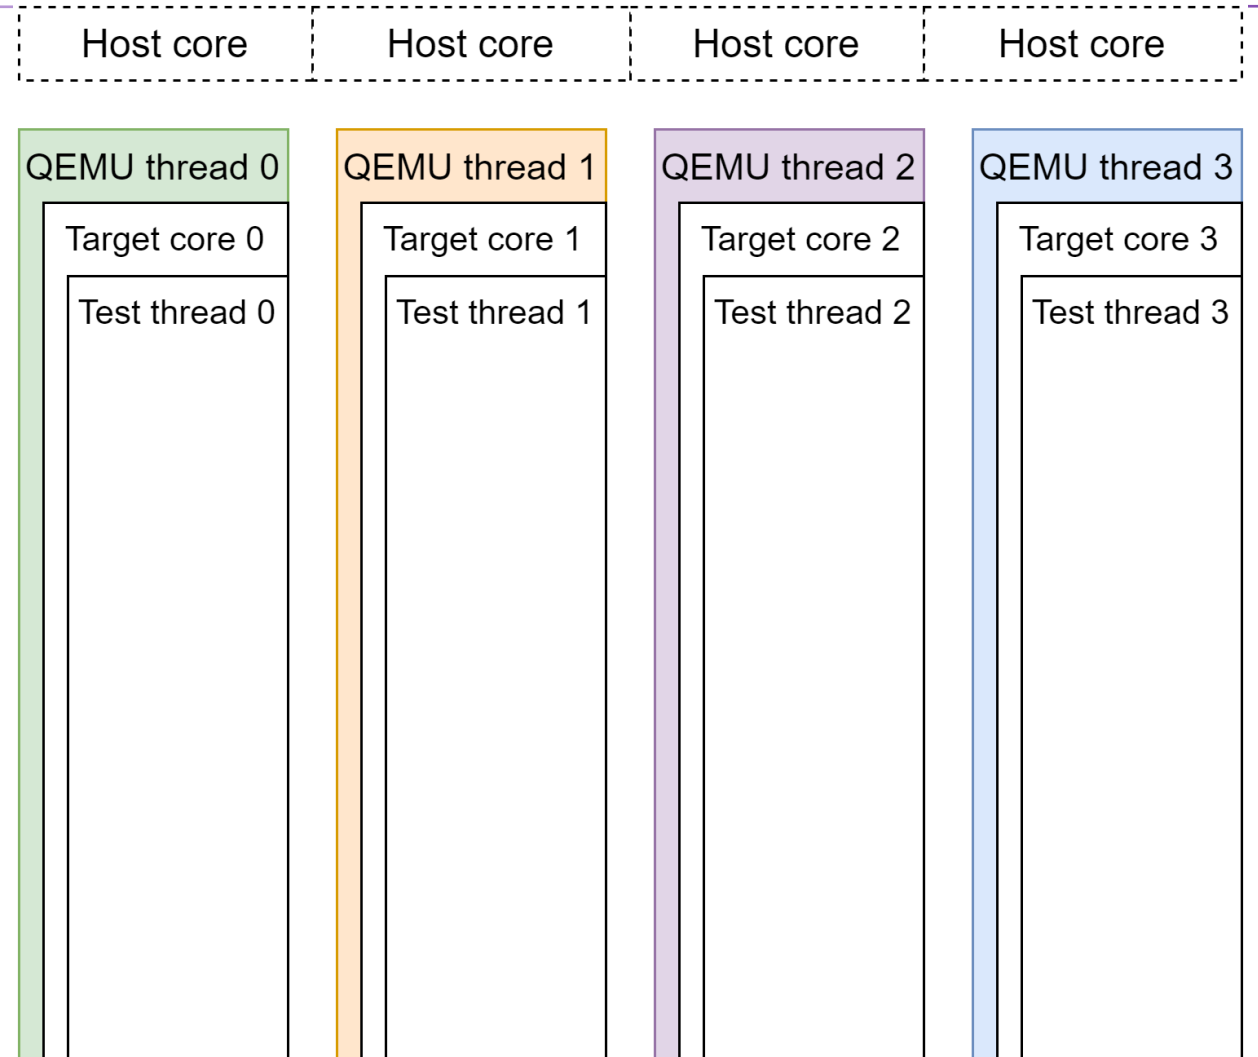 Host core
Host core
Host core
Host core
QEMU thread 0
QEMU thread 1
QEMU thread 2
QEMU thread 3
Target core 0
Target core 1
Target core 2
Target core 3
Test thread 0
Test thread 1
Test thread 2
Test thread 3